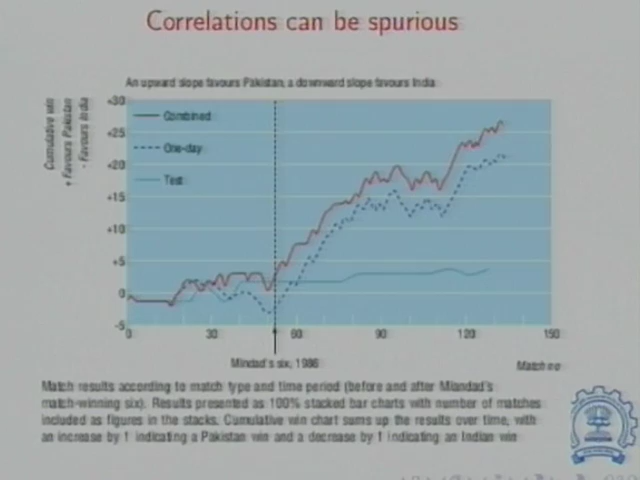 Correlations can be spurious
An upward slope favours Pakistan, a downward slope favours India
Cumulative win
+ Favours Pakistan
- Favours India
+30
+25
+20
+15
+10
+5
0
-5
Combined
One-day
Test
0 30 60 90 120 150
Miandad's six, 1986
Match no
Match results according to match type and time period (before and after Miandad's
match-winning six). Results presented as 100% stacked bar charts with number of matches
included as figures in the stacks. Cumulative win chart sums up the results over time, with
an increase by 1 indicating a Pakistan win and a decrease by 1 indicating an Indian win